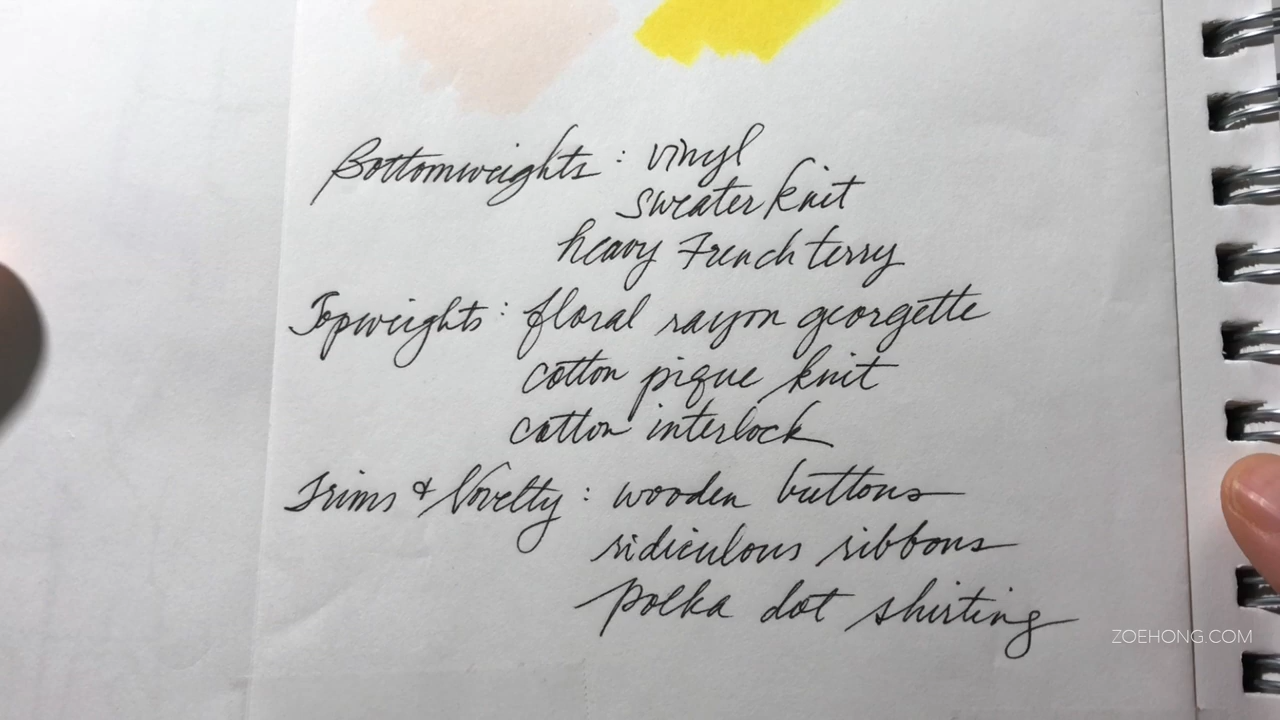 Bottomweights : vinyl
sweater knit
heavy French terry
Topweights : floral rayon georgette
cotton pique knit
cotton interlock
Trims & Novelty : wooden buttons
ridiculous ribbons
polka dot shirting
ZOEHONG.COM